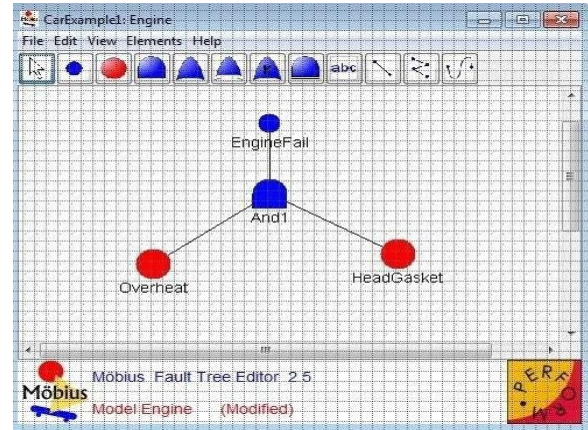 CarExample1: Engine
File Edit View Elements Help
abc
EngineFail
And1
Overheat
HeadGasket
Möbius Fault Tree Editor 2.5
Möbius
Model Engine (Modified)
PERFORM